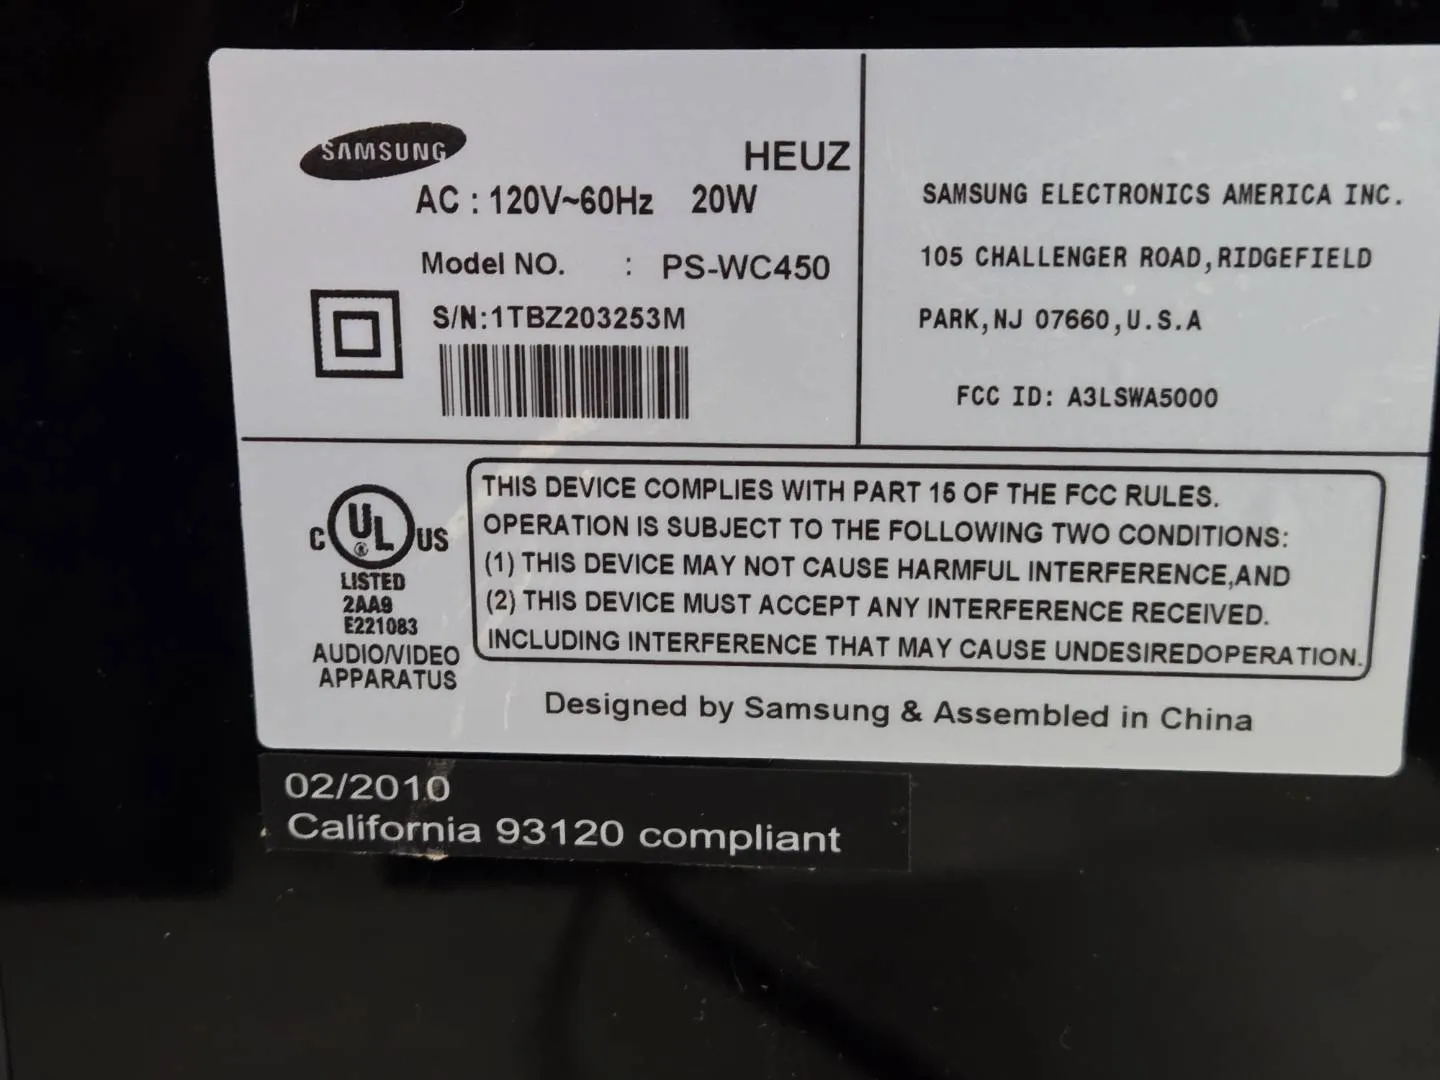 SAMSUNG
HEUZ
AC : 120V~60Hz 20W
Model NO. : PS-WC450
S/N:1TBZ203253M
SAMSUNG ELECTRONICS AMERICA INC.
105 CHALLENGER ROAD,RIDGEFIELD
PARK,NJ 07660,U.S.A
FCC ID: A3LSWA5000
C UL ® US
LISTED
2AA9
E221083
AUDIO/VIDEO
APPARATUS
THIS DEVICE COMPLIES WITH PART 15 OF THE FCC RULES.
OPERATION IS SUBJECT TO THE FOLLOWING TWO CONDITIONS:
(1) THIS DEVICE MAY NOT CAUSE HARMFUL INTERFERENCE,AND
(2) THIS DEVICE MUST ACCEPT ANY INTERFERENCE RECEIVED.
INCLUDING INTERFERENCE THAT MAY CAUSE UNDESIREDOPERATION.
Designed by Samsung & Assembled in China
02/2010
California 93120 compliant